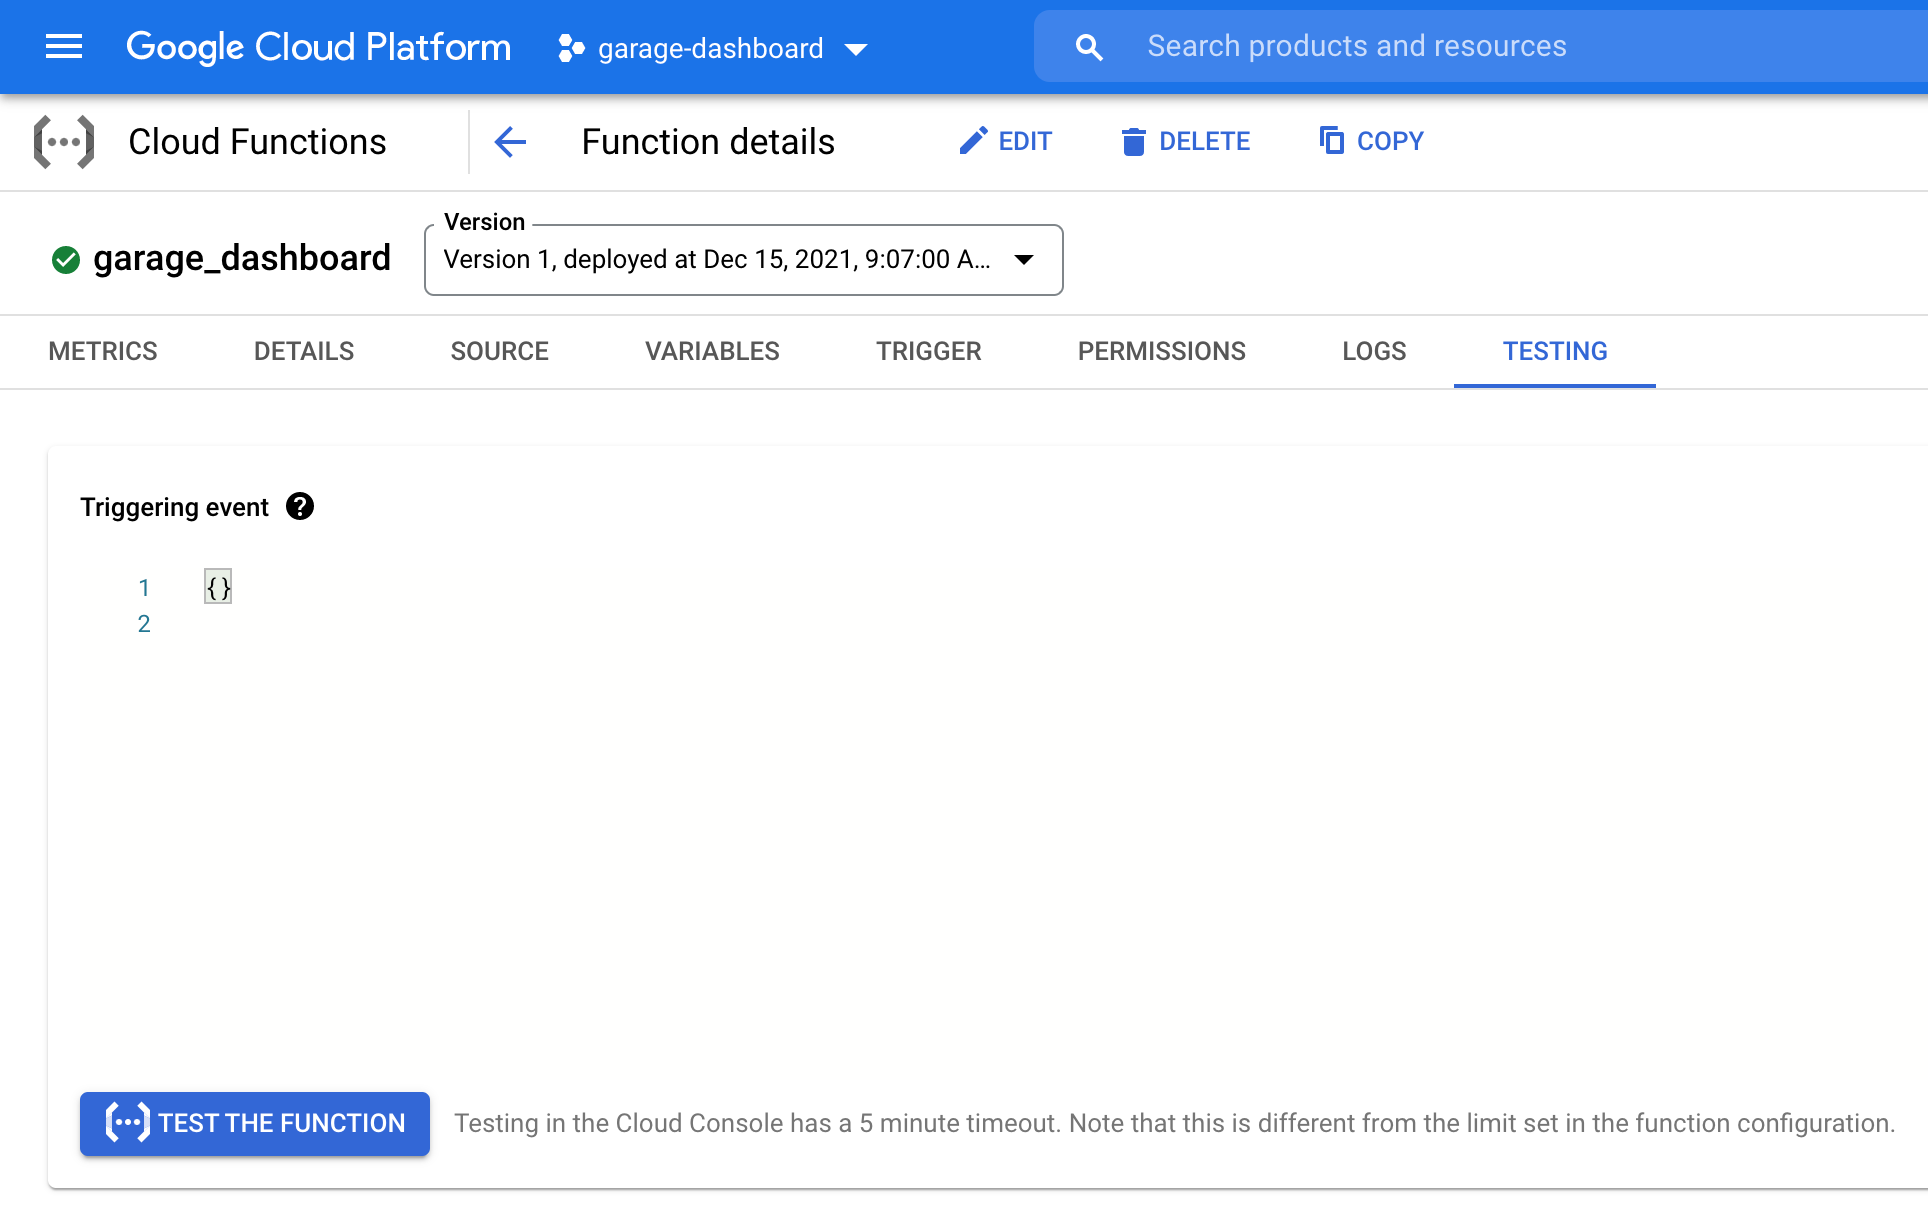 Google Cloud Platform garage-dashboard Search products and resources
Cloud Functions Function details EDIT DELETE COPY
Version
garage_dashboard Version 1, deployed at Dec 15, 2021, 9:07:00 A...
METRICS DETAILS SOURCE VARIABLES TRIGGER PERMISSIONS LOGS TESTING
Triggering event
1 {}
2
TEST THE FUNCTION Testing in the Cloud Console has a 5 minute timeout. Note that this is different from the limit set in the function configuration.